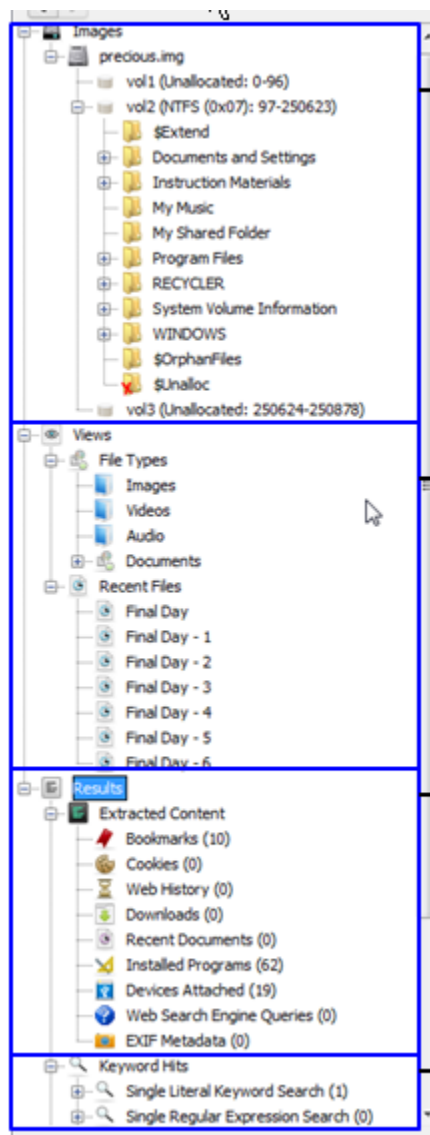 Images
precious.img
vol1 (Unallocated: 0-96)
vol2 (NTFS (0x07): 97-250623)
$Extend
Documents and Settings
Instruction Materials
My Music
My Shared Folder
Program Files
RECYCLER
System Volume Information
WINDOWS
$OrphanFiles
$Unalloc
vol3 (Unallocated: 250624-250878)
Views
File Types
Images
Videos
Audio
Documents
Recent Files
Final Day
Final Day - 1
Final Day - 2
Final Day - 3
Final Day - 4
Final Day - 5
Final Day - 6
Results
Extracted Content
Bookmarks (10)
Cookies (0)
Web History (0)
Downloads (0)
Recent Documents (0)
Installed Programs (62)
Devices Attached (19)
Web Search Engine Queries (0)
EXIF Metadata (0)
Keyword Hits
Single Literal Keyword Search (1)
Single Regular Expression Search (0)